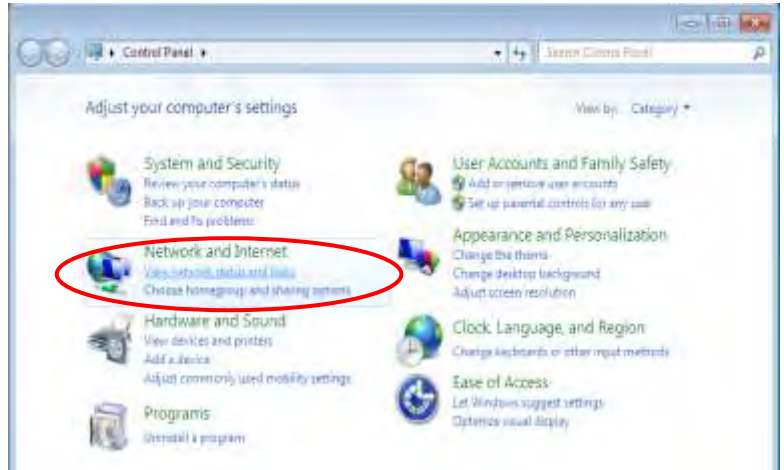 Control Panel
Search Control Panel
Adjust your computer's settings
View by: Category
System and Security
Review your computer's status
Back up your computer
Find and fix problems
Network and Internet
View network status and tasks
Choose homegroup and sharing options
Hardware and Sound
View devices and printers
Add a device
Adjust commonly used mobility settings
Programs
Uninstall a program
User Accounts and Family Safety
Add or remove user accounts
Set up parental controls for any user
Appearance and Personalization
Change the theme
Change desktop background
Adjust screen resolution
Clock, Language, and Region
Change keyboards or other input methods
Ease of Access
Let Windows suggest settings
Optimize visual display